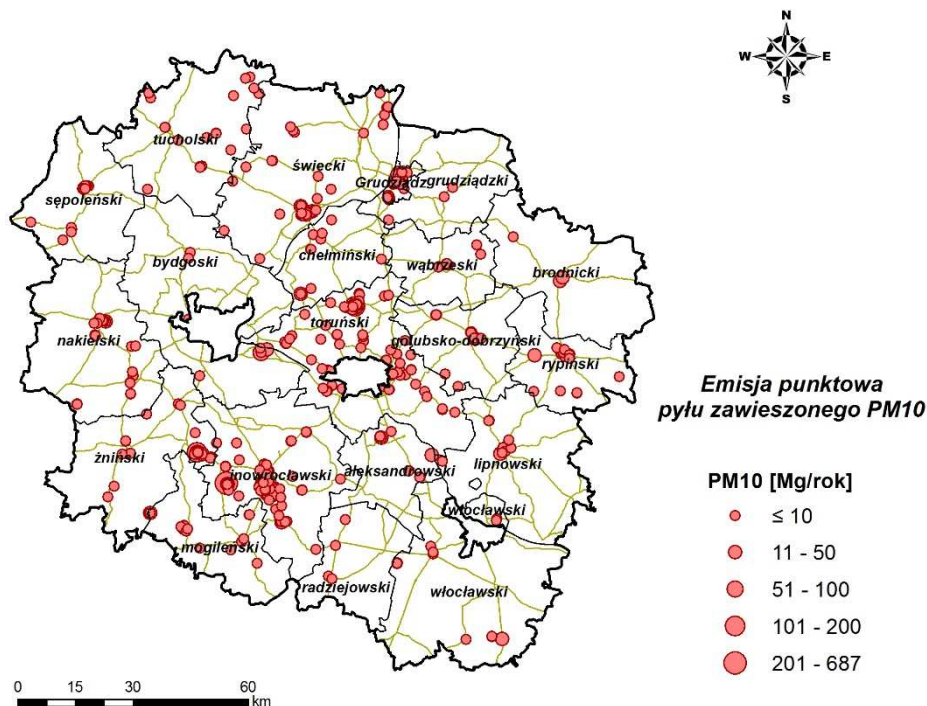 N
W E
S
tucholski
święcki
Grudziądz grudziądzki
sępoleński
bydgoski
chełmiński
wąbrzeski
brodnicki
toruński
nakielski
golubsko-dobrzyński
rypiński
Emisja punktowa
pyłu zawieszonego PM10
żniński
inowrocławski
aleksandrowski
lipnowski
PM10 [Mg/rok]
włocławski
≤ 10
mogileński
11 - 50
radziejowski
włocławski
51 - 100
101 - 200
201 - 687
0 15 30 60
km